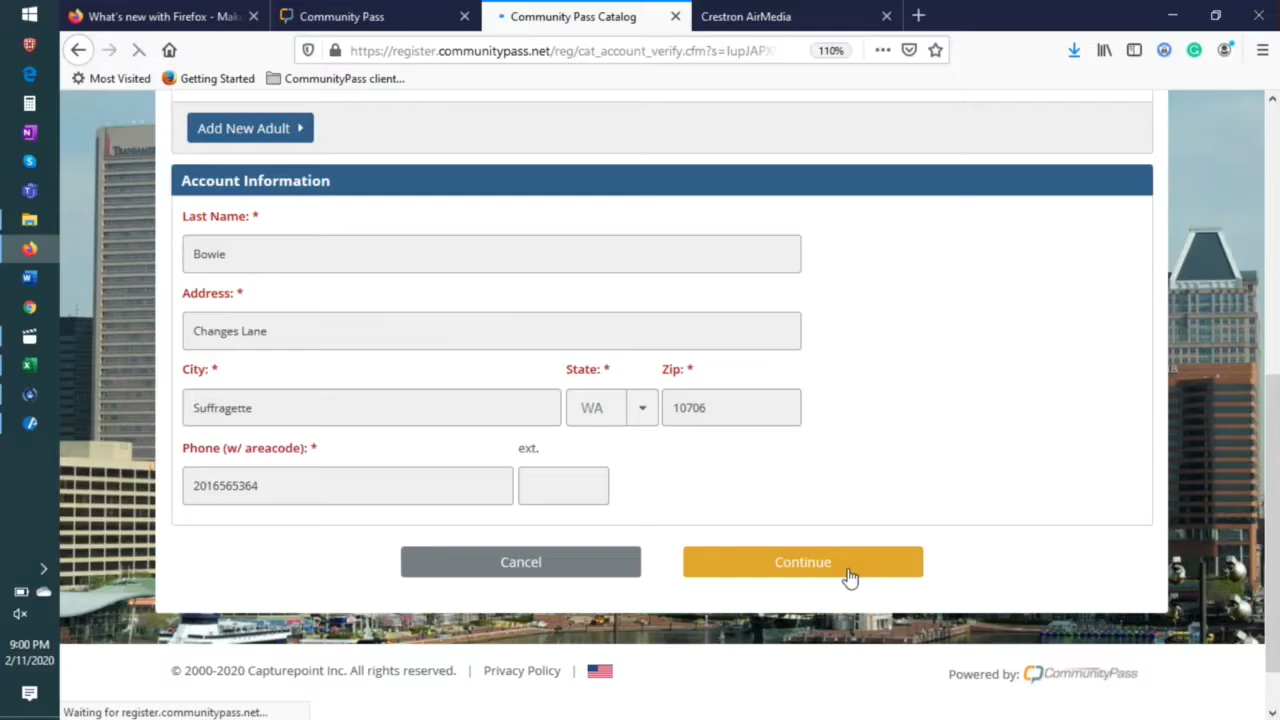 What's new with Firefox - Mak
Community Pass
Community Pass Catalog
Crestron AirMedia
https://register.communitypass.net/reg/cat_account_verify.cfm?s=IupJAPX
110%
Most Visited
Getting Started
CommunityPass client...
Add New Adult
Account Information
Last Name: *
Bowie
Address: *
Changes Lane
City: *
State: *
Zip: *
Suffragette
WA
10706
Phone (w/ areacode): *
ext.
2016565364
Cancel
Continue
© 2000-2020 Capturepoint Inc. All rights reserved. | Privacy Policy |
Powered by: CommunityPass
9:00 PM
2/11/2020
Waiting for register.communitypass.net...